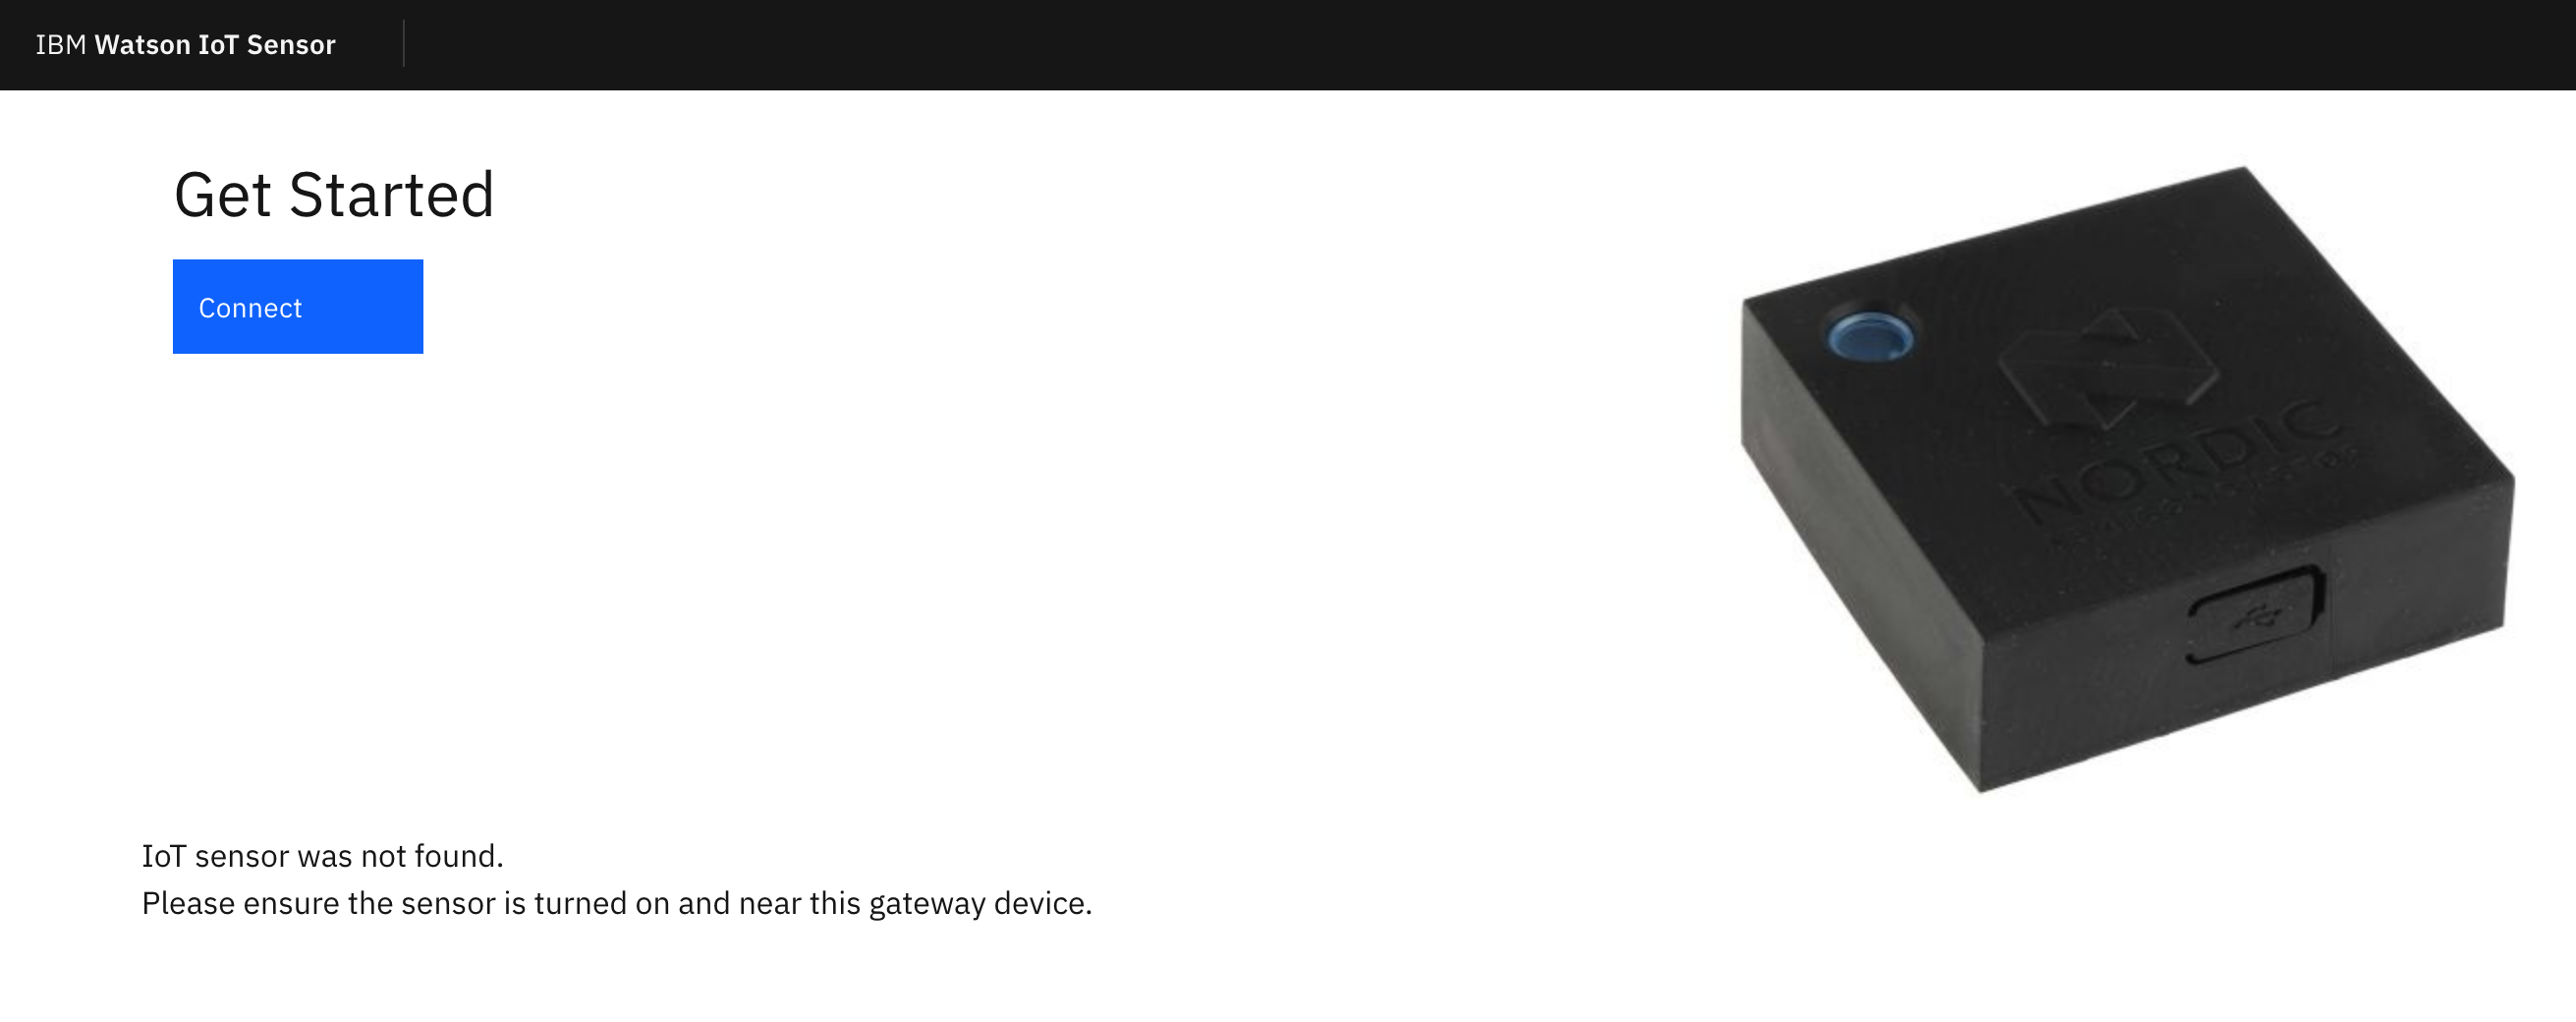 IBM Watson IoT Sensor
Get Started
Connect
NORDIC
IoT sensor was not found.
Please ensure the sensor is turned on and near this gateway device.